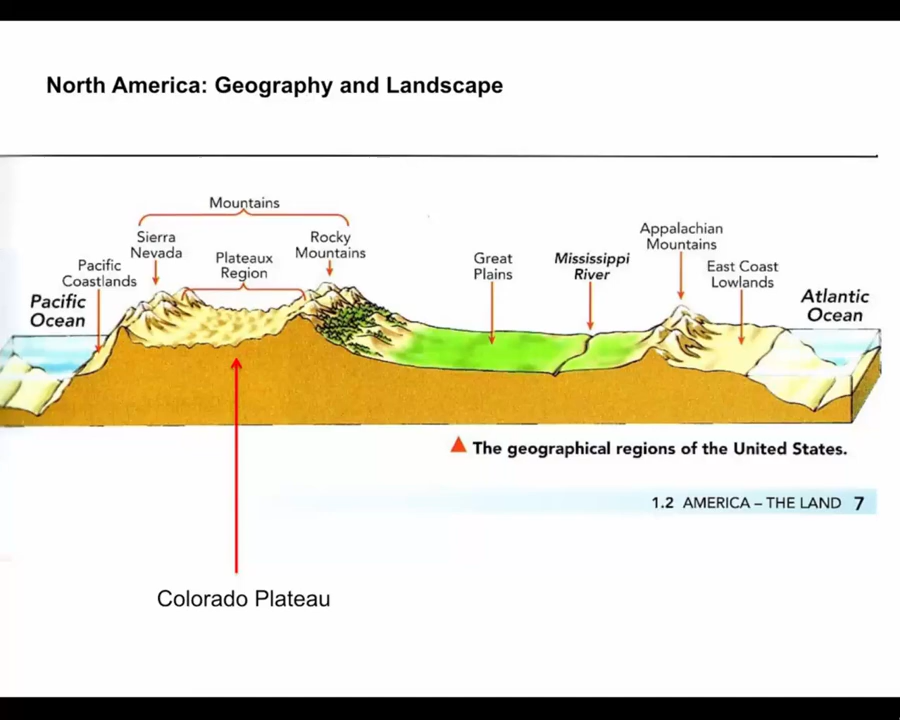 North America: Geography and Landscape
Mountains
Sierra
Nevada
Plateaux
Region
Rocky
Mountains
Pacific
Coastlands
Pacific
Ocean
Great
Plains
Mississippi
River
Appalachian
Mountains
East Coast
Lowlands
Atlantic
Ocean
The geographical regions of the United States.
1.2 AMERICA – THE LAND 7
Colorado Plateau